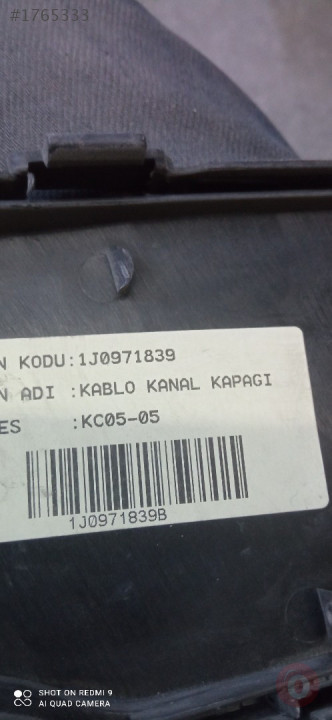 #1765333
N KODU:1J0971839
N ADI :KABLO KANAL KAPAGI
ES :KC05-05
1J0971839B
SHOT ON REDMI 9
AI QUAD CAMERA